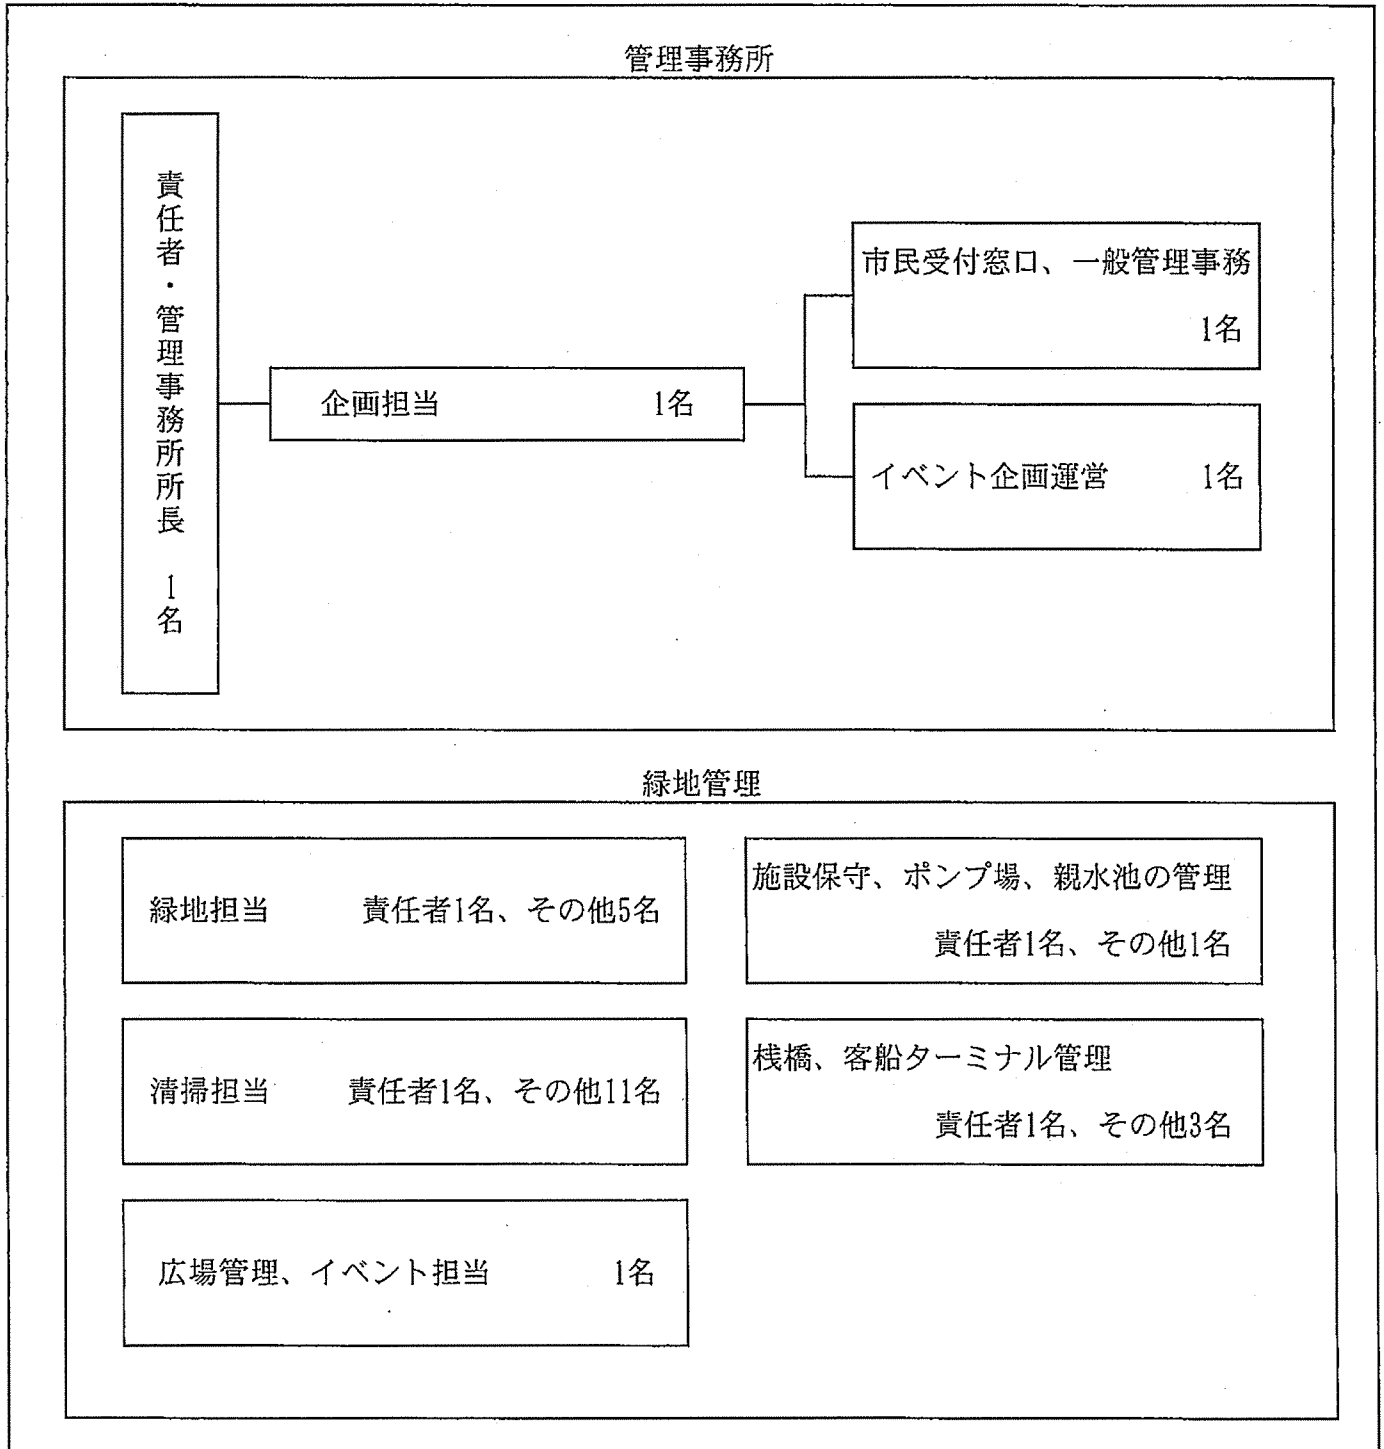 管理事務所
責任者・管理事務所所長 1名
企画担当 1名
市民受付窓口、一般管理事務
1名
イベント企画運営 1名
緑地管理
緑地担当 責任者1名、その他5名
施設保守、ポンプ場、親水池の管理
責任者1名、その他1名
清掃担当 責任者1名、その他11名
桟橋、客船ターミナル管理
責任者1名、その他3名
広場管理、イベント担当 1名